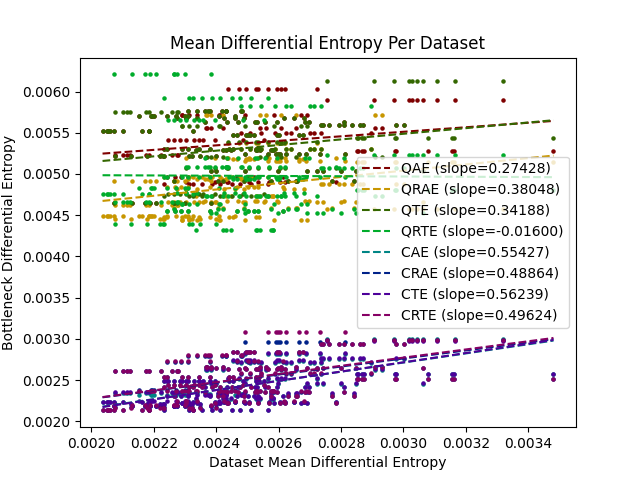 Mean Differential Entropy Per Dataset
Bottleneck Differential Entropy
0.0060
0.0055
0.0050
0.0045
0.0040
0.0035
0.0030
0.0025
0.0020
QAE (slope=0.27428)
QRAE (slope=0.38048)
QTE (slope=0.34188)
QRTE (slope=-0.01600)
CAE (slope=0.55427)
CRAE (slope=0.48864)
CTE (slope=0.56239)
CRTE (slope=0.49624)
0.0020 0.0022 0.0024 0.0026 0.0028 0.0030 0.0032 0.0034
Dataset Mean Differential Entropy